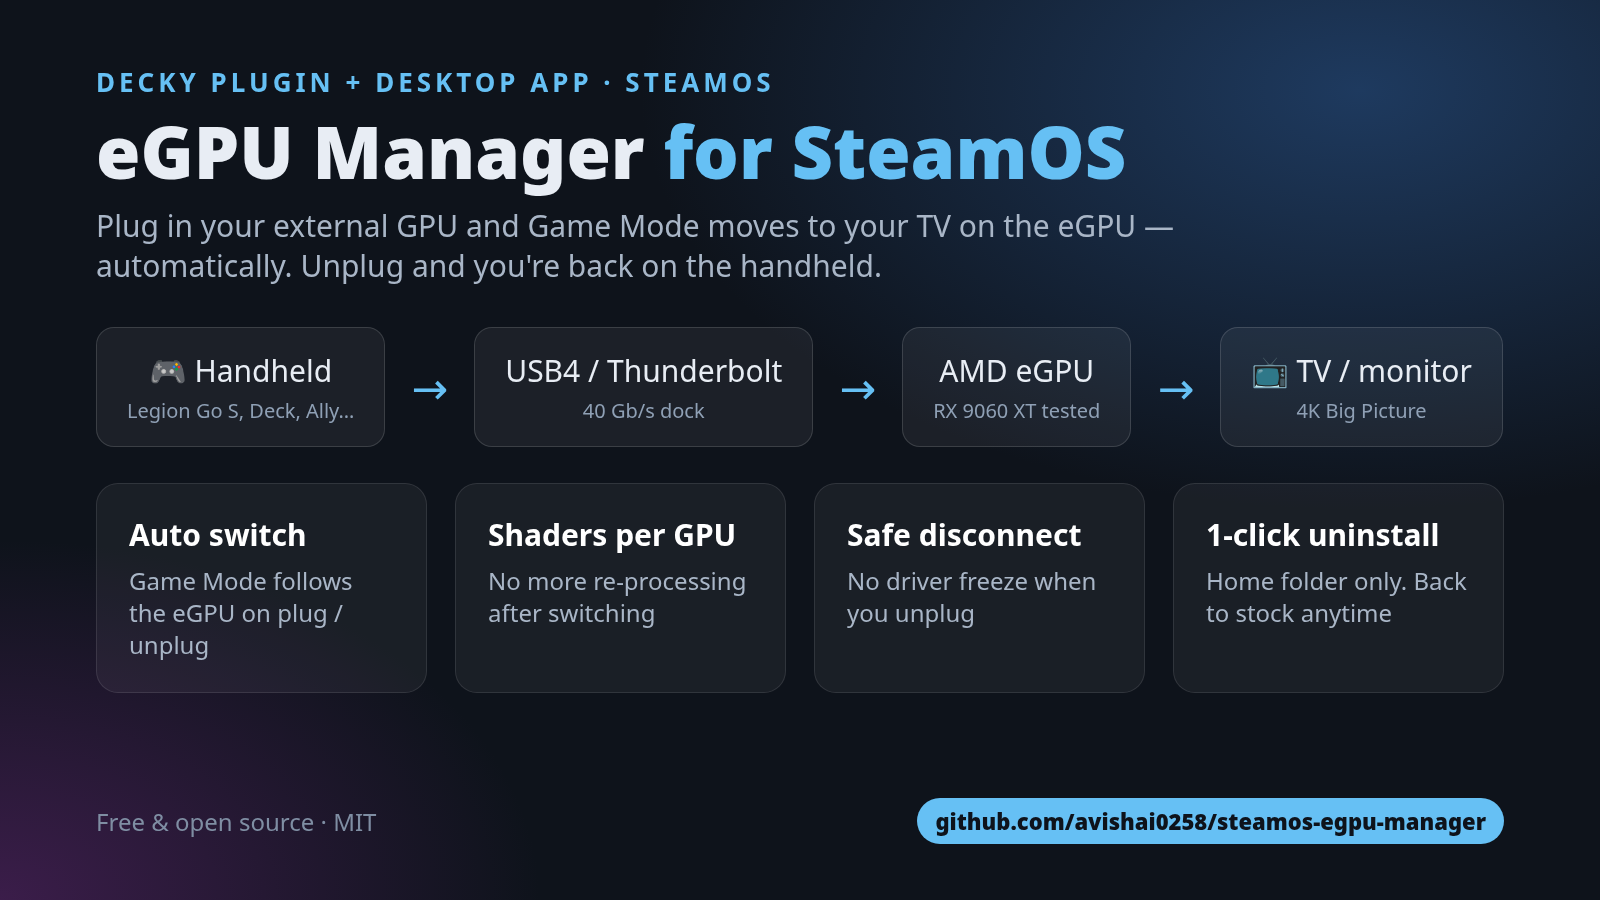 DECKY PLUGIN + DESKTOP APP · STEAMOS
eGPU Manager for SteamOS
Plug in your external GPU and Game Mode moves to your TV on the eGPU —
automatically. Unplug and you're back on the handheld.
🎮 Handheld
Legion Go S, Deck, Ally…
→
USB4 / Thunderbolt
40 Gb/s dock
→
AMD eGPU
RX 9060 XT tested
→
📺 TV / monitor
4K Big Picture
Auto switch
Game Mode follows
the eGPU on plug /
unplug
Shaders per GPU
No more re-processing
after switching
Safe disconnect
No driver freeze when
you unplug
1-click uninstall
Home folder only. Back
to stock anytime
Free & open source · MIT
github.com/avishai0258/steamos-egpu-manager